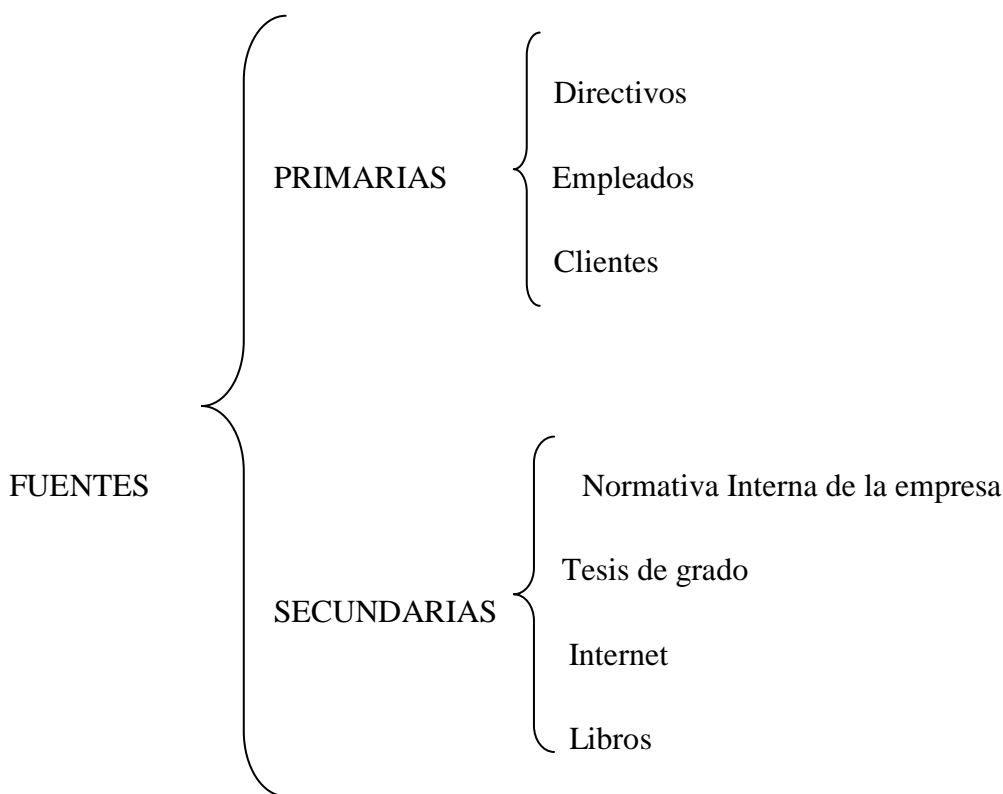 FUENTES
PRIMARIAS
Directivos
Empleados
Clientes
SECUNDARIAS
Normativa Interna de la empresa
Tesis de grado
Internet
Libros